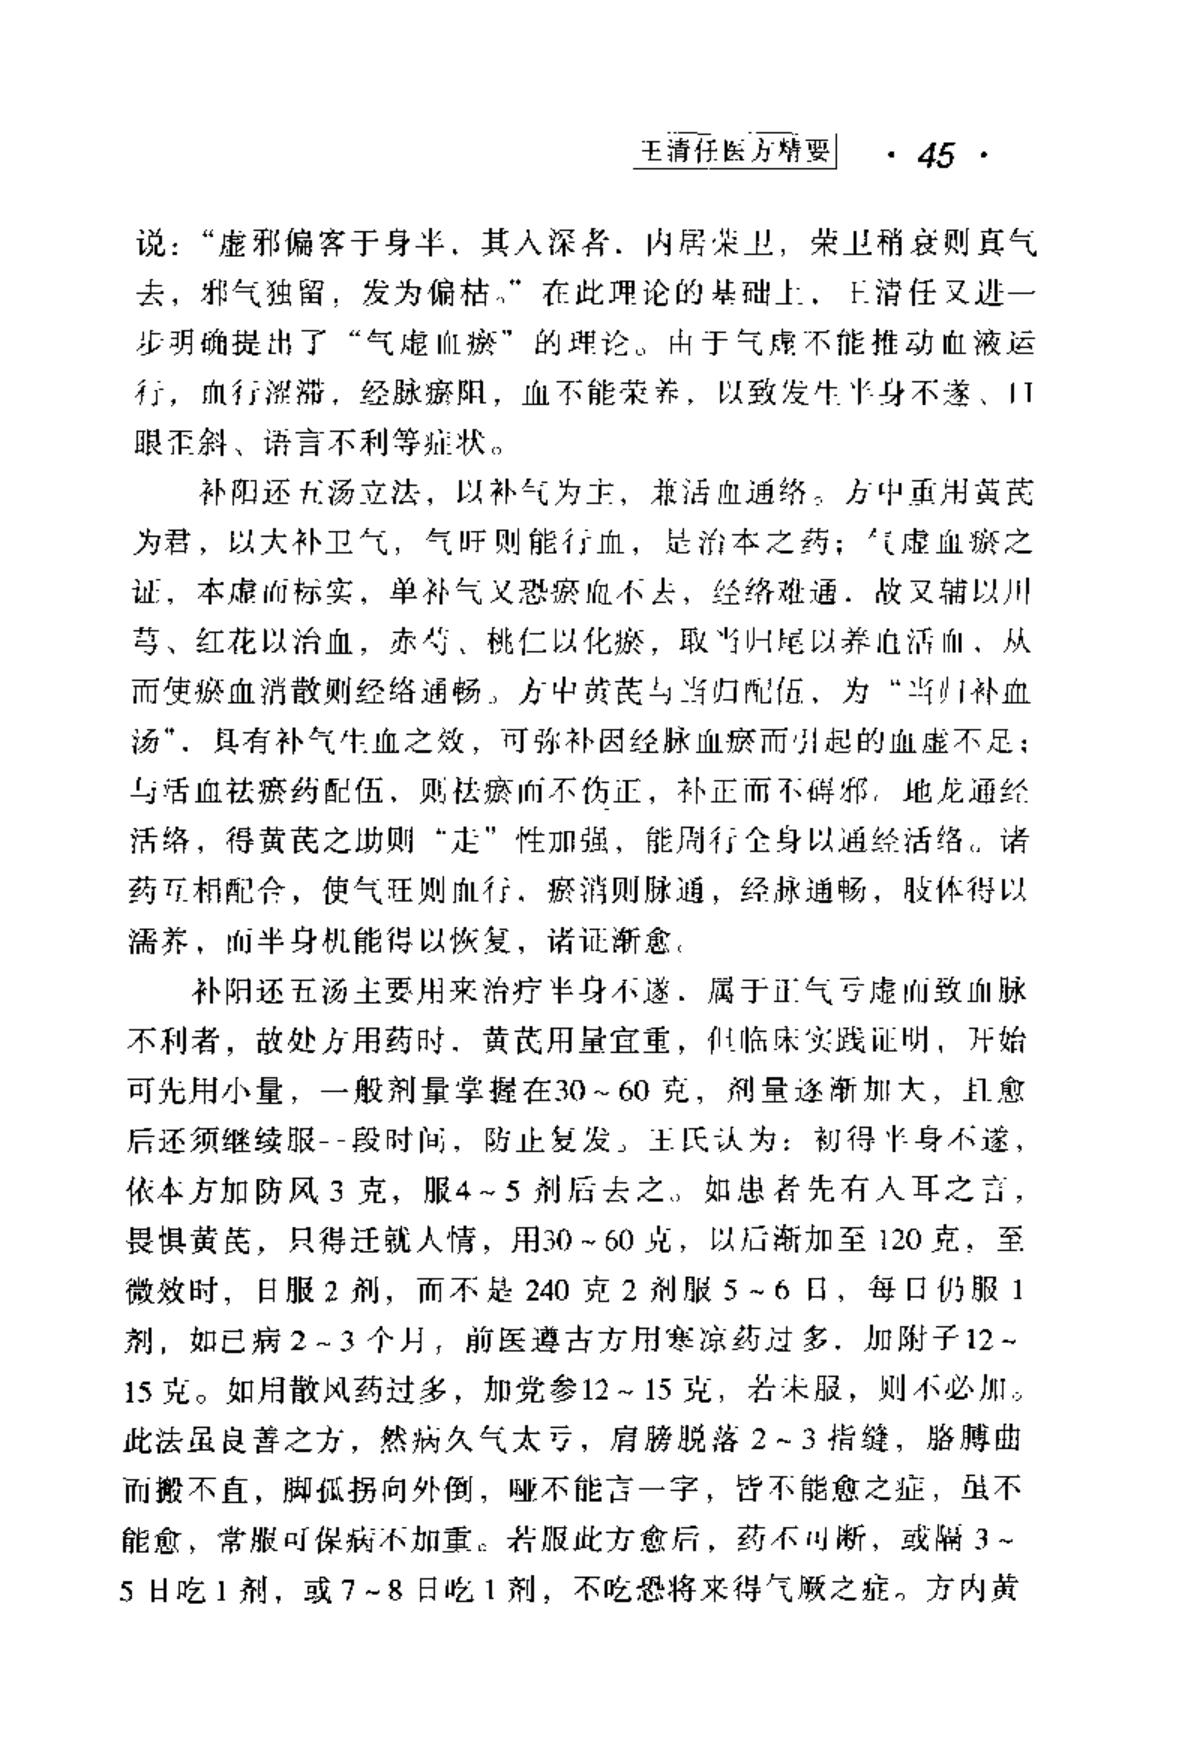 王清任医方精要 · 45 ·
说：“虚邪偏客于身半，其入深者，内居荣卫，荣卫稍衰则真气
去，邪气独留，发为偏枯。”在此理论的基础上，王清任又进一
步明确提出了“气虚血瘀”的理论。由于气虚不能推动血液运
行，血行涩滞，经脉瘀阻，血不能荣养，以致发生半身不遂、口
眼歪斜、语言不利等症状。
补阳还五汤立法，以补气为主，兼活血通络。方中重用黄芪
为君，以大补卫气，气旺则能行血，是治本之药；气虚血瘀之
证，本虚而标实，单补气又恐瘀血不去，经络难通，故又辅以川
芎、红花以治血，赤芍、桃仁以化瘀，取当归尾以养血活血，从
而使瘀血消散则经络通畅。方中黄芪与当归配伍，为“当归补血
汤”，具有补气生血之效，可弥补因经脉血瘀而引起的血虚不足；
与活血祛瘀药配伍，则祛瘀而不伤正，补正而不碍邪。地龙通经
活络，得黄芪之助则“走”性加强，能周行全身以通经活络。诸
药互相配合，使气旺则血行，瘀消则脉通，经脉通畅，肢体得以
濡养，而半身机能得以恢复，诸证渐愈。
补阳还五汤主要用来治疗半身不遂，属于正气亏虚而致血脉
不利者，故处方用药时，黄芪用量宜重，但临床实践证明，开始
可先用小量，一般剂量掌握在30～60 克，剂量逐渐加大，且愈
后还须继续服一段时间，防止复发。王氏认为：初得半身不遂，
依本方加防风 3 克，服4～5 剂后去之。如患者先有入耳之言，
畏惧黄芪，只得迁就人情，用30～60 克，以后渐加至 120 克，至
微效时，日服 2 剂，而不是 240 克 2 剂服 5～6 日，每日仍服 1
剂，如已病 2～3 个月，前医遵古方用寒凉药过多，加附子12～
15 克。如用散风药过多，加党参12～15 克，若未服，则不必加。
此法虽良善之方，然病久气太亏，肩膀脱落 2～3 指缝，胳膊曲
而搬不直，脚孤拐向外倒，哑不能言一字，皆不能愈之症，虽不
能愈，常服可保病不加重。若服此方愈后，药不可断，或隔 3～
5 日吃 1 剂，或 7～8 日吃 1 剂，不吃恐将来得气厥之症。方内黄